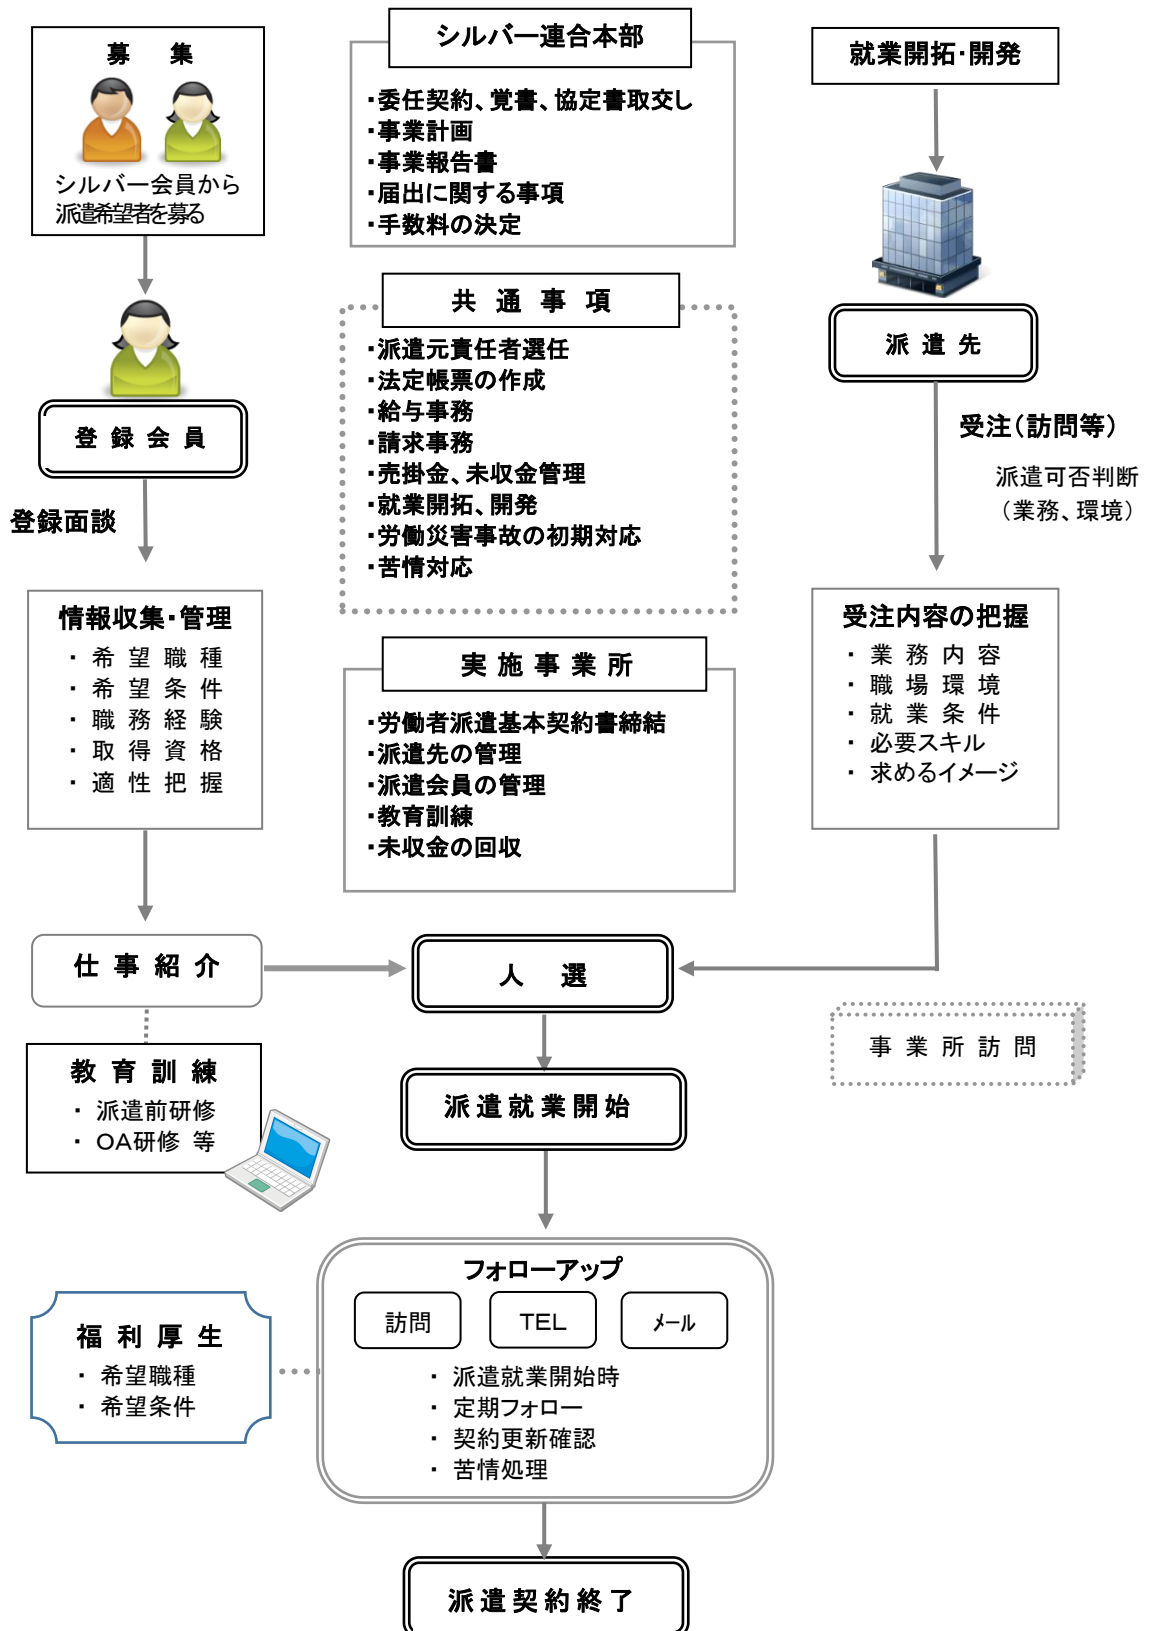 募 集
シルバー会員から
派遣希望者を募る
登録会員
登録面談
情報収集・管理
・ 希望職種
・ 希望条件
・ 職務経験
・ 取得資格
・ 適性把握
仕事紹介
教育訓練
・ 派遣前研修
・ OA研修 等
シルバー連合本部
・委任契約、覚書、協定書取交し
・事業計画
・事業報告書
・届出に関する事項
・手数料の決定
共通事項
・派遣元責任者選任
・法定帳票の作成
・給与事務
・請求事務
・売掛金、未収金管理
・就業開拓、開発
・労働災害事故の初期対応
・苦情対応
実施事業所
・労働者派遣基本契約書締結
・派遣先の管理
・派遣会員の管理
・教育訓練
・未収金の回収
就業開拓・開発
派遣先
受注(訪問等)
派遣可否判断
(業務、環境)
受注内容の把握
・ 業務内容
・ 職場環境
・ 就業条件
・ 必要スキル
・ 求めるイメージ
人 選
事業所訪問
派遣就業開始
フォローアップ
訪問
TEL
メール
・ 派遣就業開始時
・ 定期フォロー
・ 契約更新確認
・ 苦情処理
福利厚生
・ 希望職種
・ 希望条件
派遣契約終了